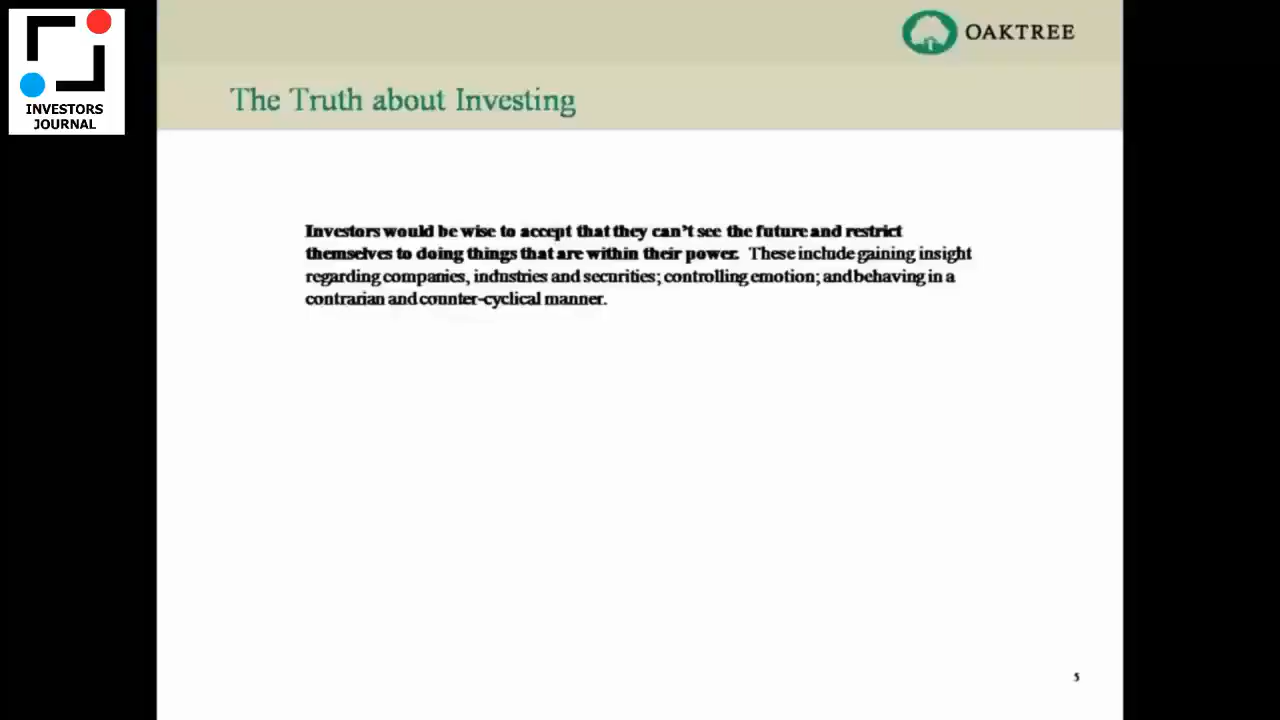 INVESTORS
JOURNAL
OAKTREE
The Truth about Investing
Investors would be wise to accept that they can't see the future and restrict
themselves to doing things that are within their power. These include gaining insight
regarding companies, industries and securities; controlling emotion; and behaving in a
contrarian and counter-cyclical manner.
5